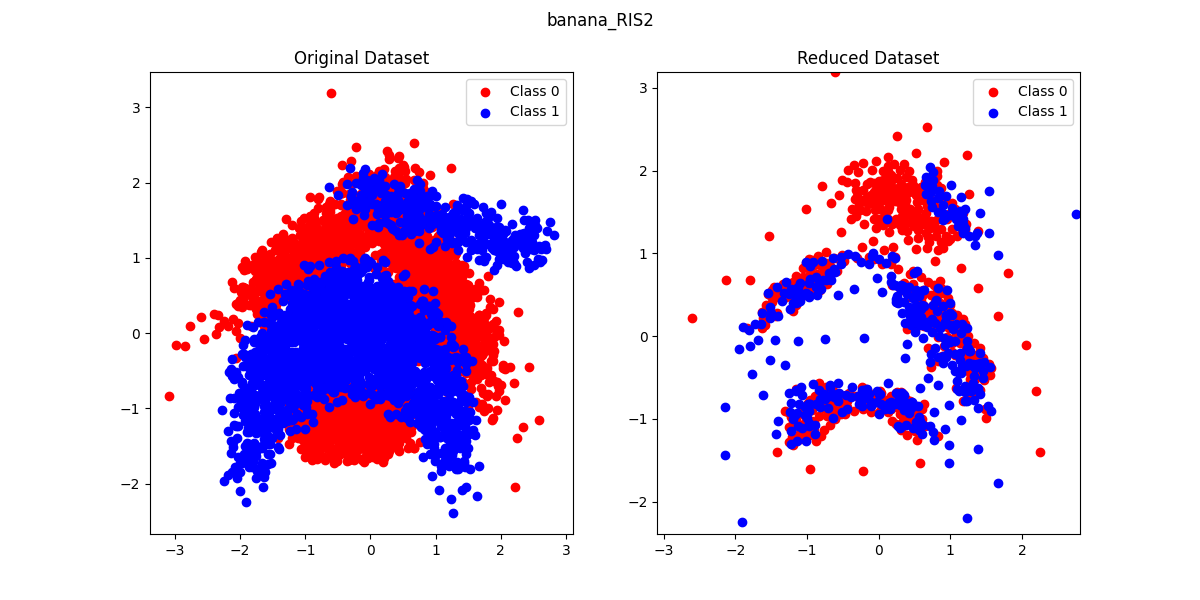 banana_RIS2
Original Dataset
Class 0
Class 1
3
2
1
0
−1
−2
−3 −2 −1 0 1 2 3
Reduced Dataset
Class 0
Class 1
3
2
1
0
−1
−2
−3 −2 −1 0 1 2